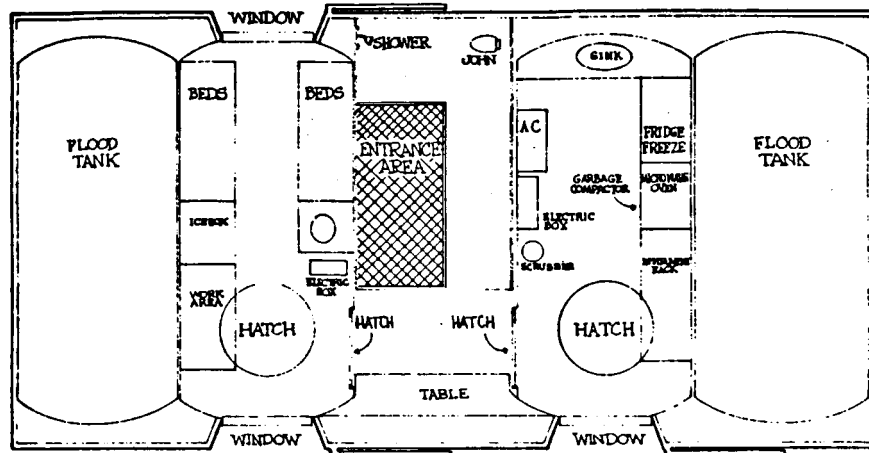 WINDOW
SHOWER
JOHN
SINK
BEDS
BEDS
A.C
FRIDGE
FREEZE
FLOOD
TANK
ENTRANCE
AREA
FLOOD
TANK
GARBAGE
COMPACTOR
MICROWAVE
OVEN
ICEBOX
ELECTRIC
BOX
SCRUBBER
RACK
ELECTRIC
BOX
WORK
AREA
HATCH
HATCH
HATCH
HATCH
TABLE
WINDOW
WINDOW